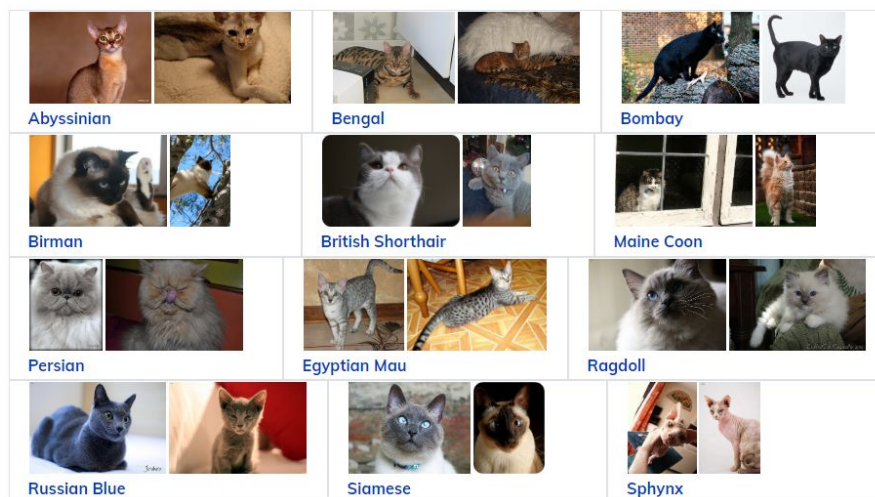 Abyssinian
Bengal
Bombay
Birman
British Shorthair
Maine Coon
Persian
Egyptian Mau
Ragdoll
Russian Blue
Siamese
Sphynx